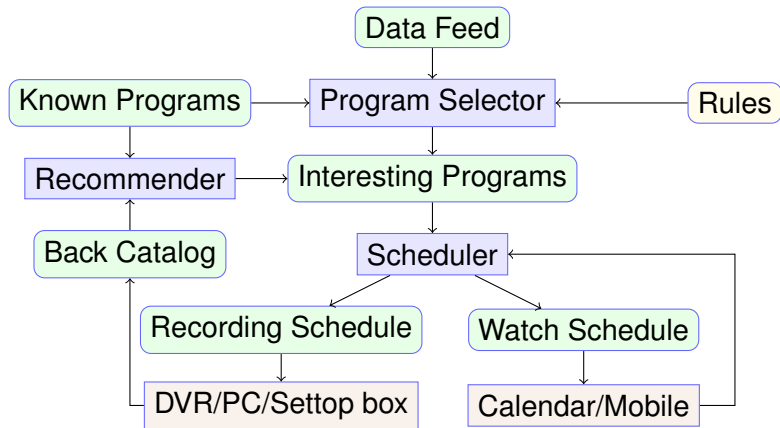 Data Feed
Known Programs
Program Selector
Rules
Recommender
Interesting Programs
Back Catalog
Scheduler
Recording Schedule
Watch Schedule
DVR/PC/Settop box
Calendar/Mobile